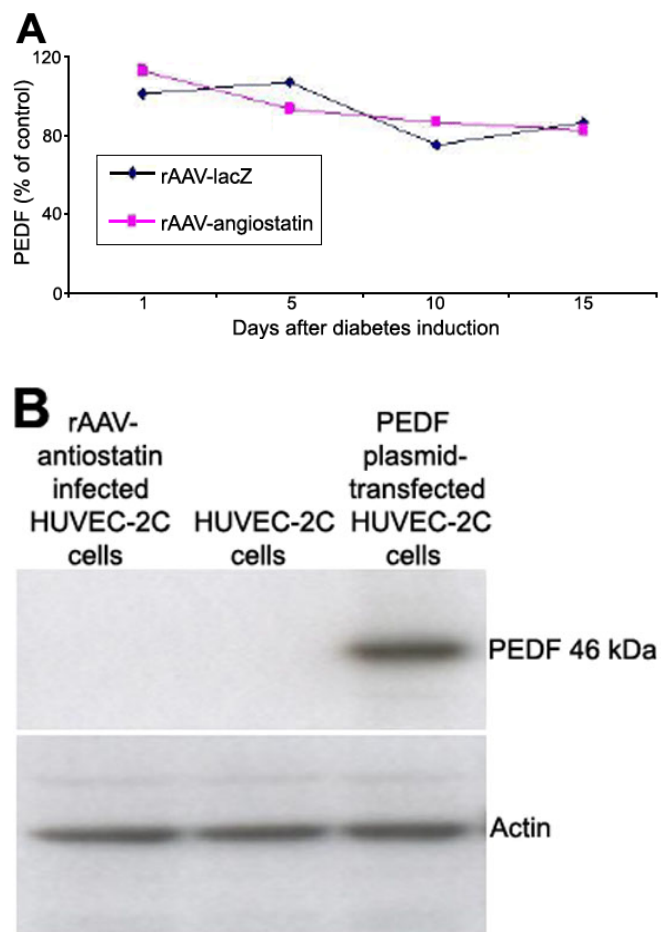 A
120
80
40
0
PEDF (% of control)
rAAV-lacZ
rAAV-angiostatin
1 5 10 15
Days after diabetes induction
B
rAAV-
antiostatin
infected
HUVEC-2C
cells
HUVEC-2C
cells
PEDF
plasmid-
transfected
HUVEC-2C
cells
PEDF 46 kDa
Actin